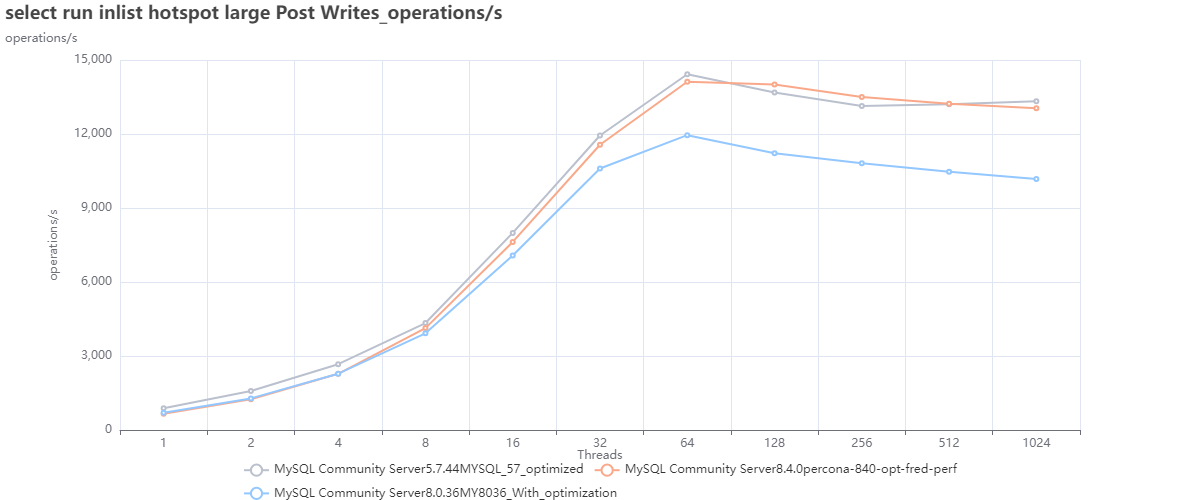 select run inlist hotspot large Post Writes_operations/s
operations/s
15,000
12,000
9,000
6,000
3,000
0
operations/s
1 2 4 8 16 32 64 128 256 512 1024
Threads
MySQL Community Server5.7.44MYSQL_57_optimized MySQL Community Server8.4.0percona-840-opt-fred-perf
MySQL Community Server8.0.36MY8036_With_optimization